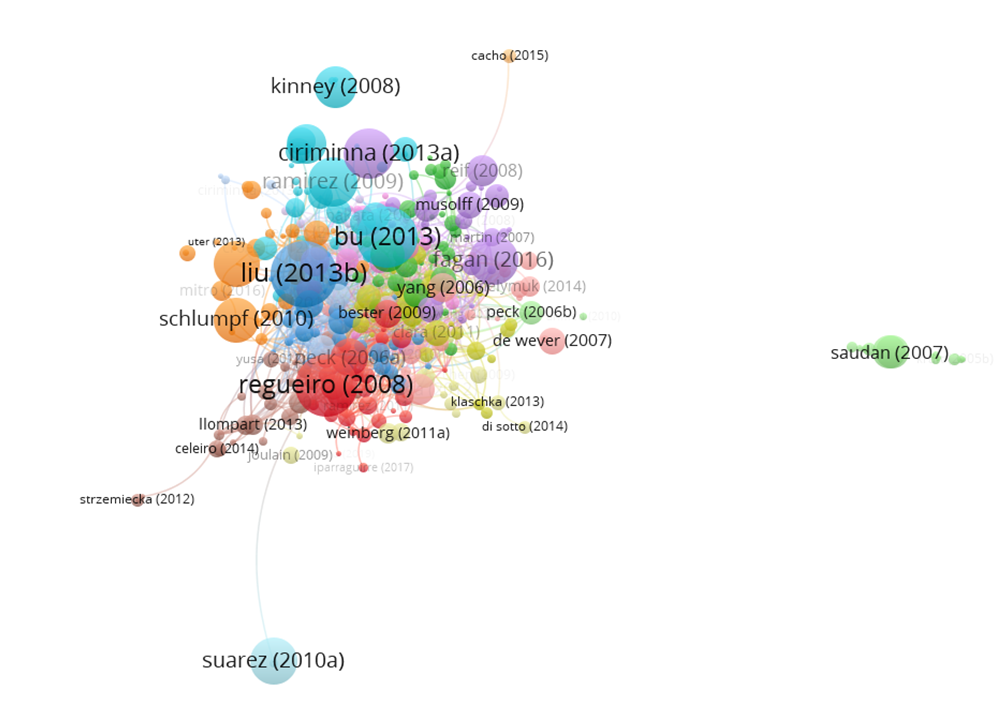 cacho (2015)
kinney (2008)
ciriminna (2013a)
reif (2008)
ramirez (2009)
musolff (2009)
bu (2013)
martin (2007)
uter (2013)
fagan (2016)
liu (2013b)
yang (2006)
mitro (2016)
bester (2009)
peck (2006b)
schlumpf (2010)
clara (2011)
de wever (2007)
saudan (2007)
peck (2006a)
regueiro (2008)
klaschka (2013)
llompart (2013)
di sotto (2014)
weinberg (2011a)
celeiro (2014)
joulain (2009)
iparraguirre (2017)
strzemiecka (2012)
suarez (2010a)